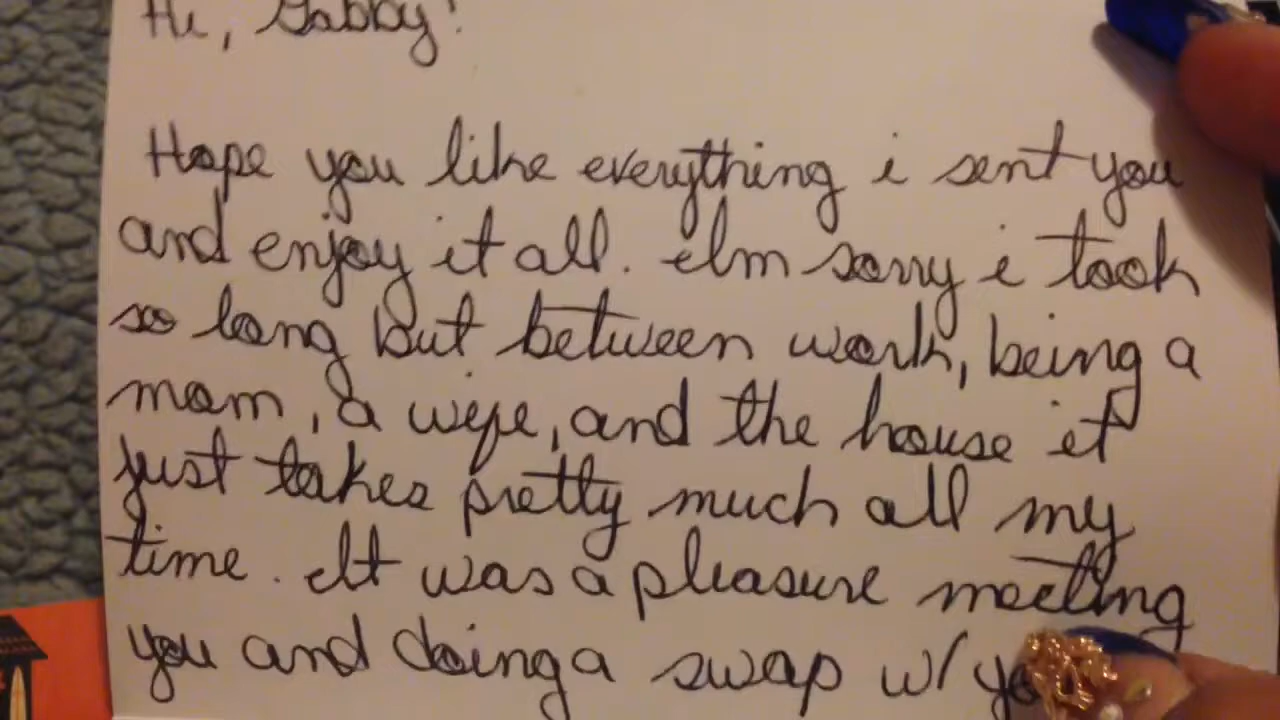 Hi, Gabby!
Hope you like everything i sent you
and enjoy it all. Im sorry i took
so long but between work, being a
mom, a wife, and the house it
just takes pretty much all my
time. It was a pleasure meeting
you and doing a swap w/